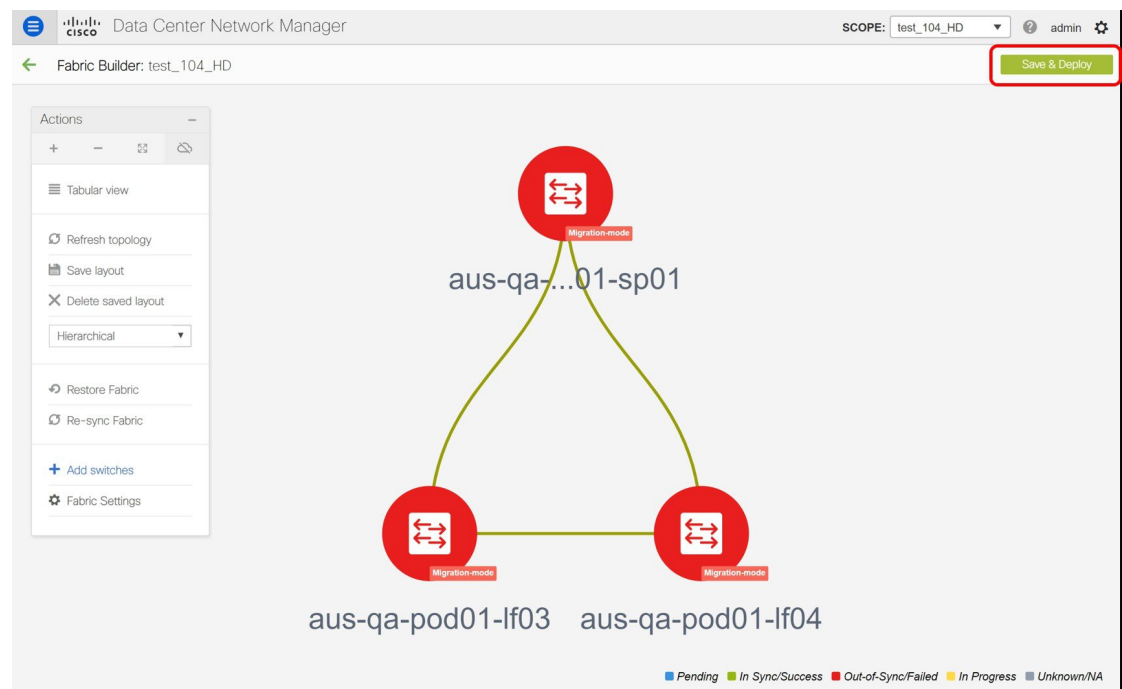 cisco Data Center Network Manager
SCOPE: test_104_HD admin
Fabric Builder: test_104_HD
Save & Deploy
Actions
Tabular view
Refresh topology
Save layout
Delete saved layout
Hierarchical
Restore Fabric
Re-sync Fabric
Add switches
Fabric Settings
Migration-mode
aus-qa-...01-sp01
Migration-mode
Migration-mode
aus-qa-pod01-lf03
aus-qa-pod01-lf04
Pending In Sync/Success Out-of-Sync/Failed In Progress Unknown/NA